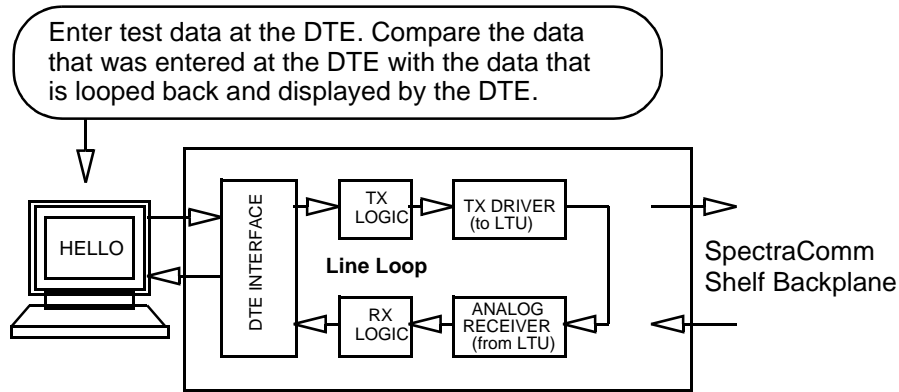 Enter test data at the DTE. Compare the data
that was entered at the DTE with the data that
is looped back and displayed by the DTE.
HELLO
DTE INTERFACE
TX
LOGIC
TX DRIVER
(to LTU)
Line Loop
RX
LOGIC
ANALOG
RECEIVER
(from LTU)
SpectraComm
Shelf Backplane